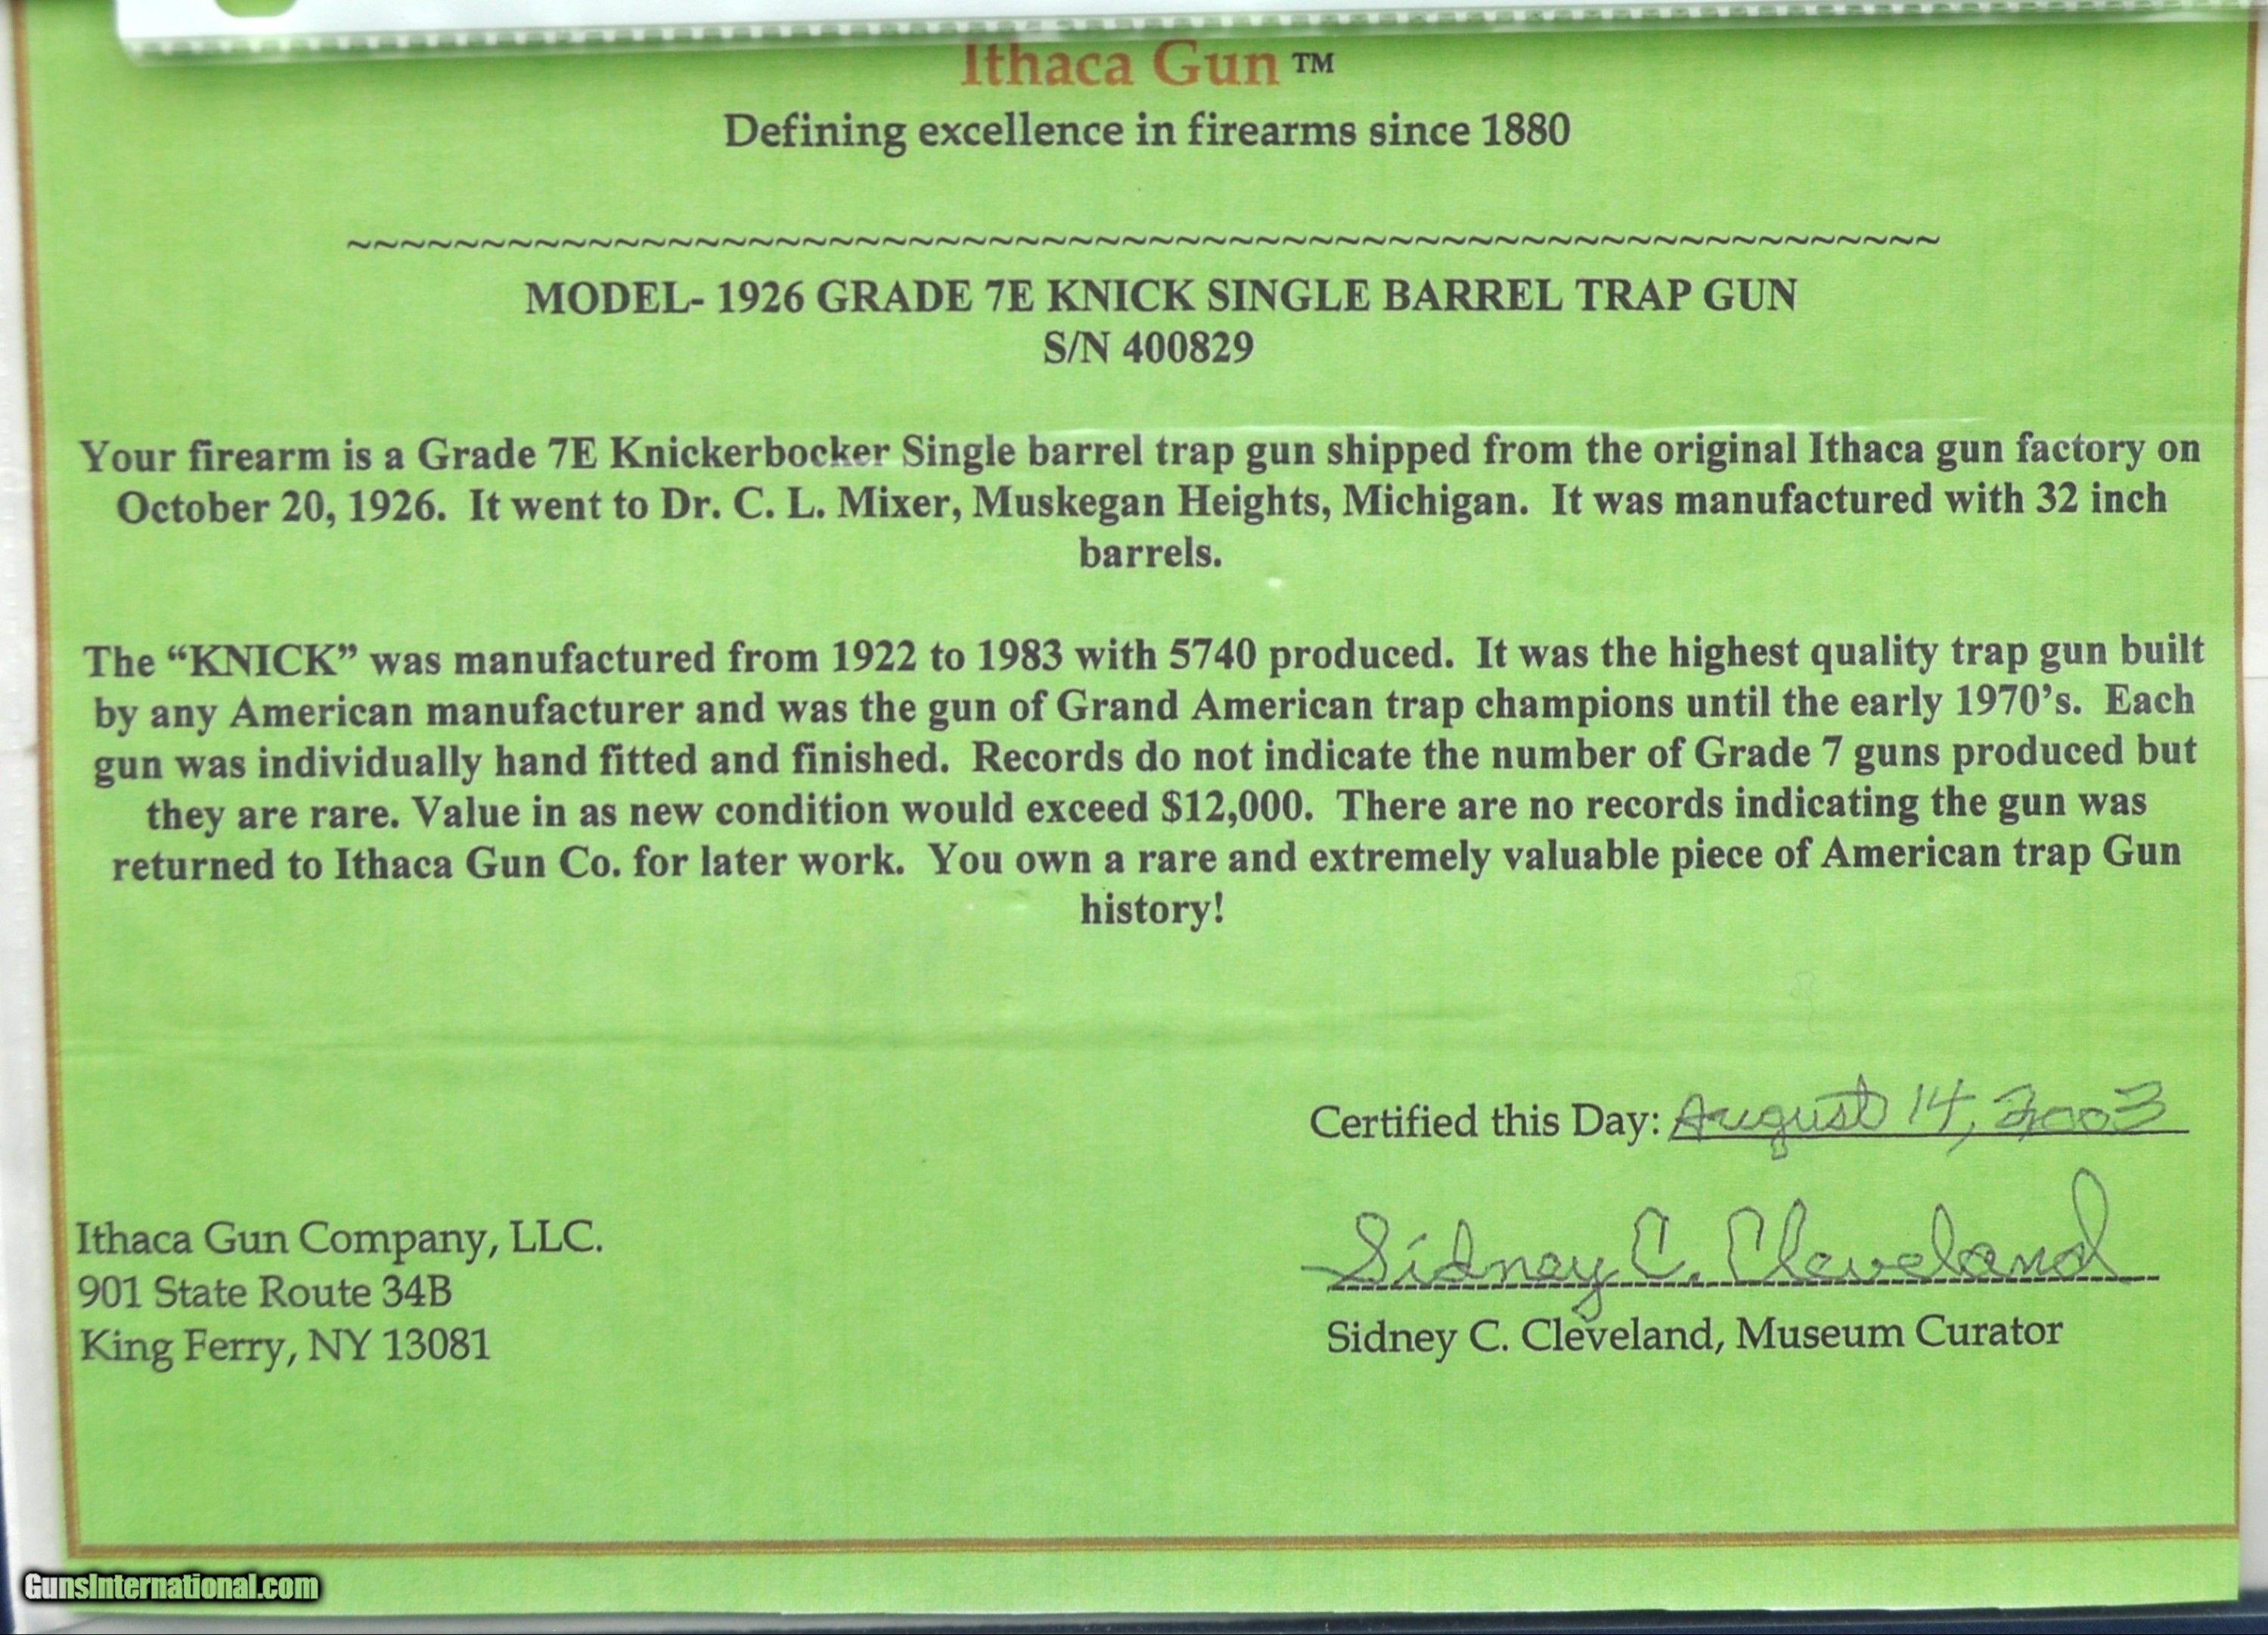 Ithaca Gun ™
Defining excellence in firearms since 1880
~~~~~~~~~~~~~~~~~~~~~~~~~~~~~~~~~~~~~~~~~~~~~~~~~~~~~~~~~~~~
MODEL- 1926 GRADE 7E KNICK SINGLE BARREL TRAP GUN
S/N 400829
Your firearm is a Grade 7E Knickerbocker Single barrel trap gun shipped from the original Ithaca gun factory on
October 20, 1926. It went to Dr. C. L. Mixer, Muskegan Heights, Michigan. It was manufactured with 32 inch
barrels.
The “KNICK” was manufactured from 1922 to 1983 with 5740 produced. It was the highest quality trap gun built
by any American manufacturer and was the gun of Grand American trap champions until the early 1970’s. Each
gun was individually hand fitted and finished. Records do not indicate the number of Grade 7 guns produced but
they are rare. Value in as new condition would exceed $12,000. There are no records indicating the gun was
returned to Ithaca Gun Co. for later work. You own a rare and extremely valuable piece of American trap Gun
history!
Certified this Day: August 14, 2003
Sidney C. Cleveland
Sidney C. Cleveland, Museum Curator
Ithaca Gun Company, LLC.
901 State Route 34B
King Ferry, NY 13081
GunsInternational.com